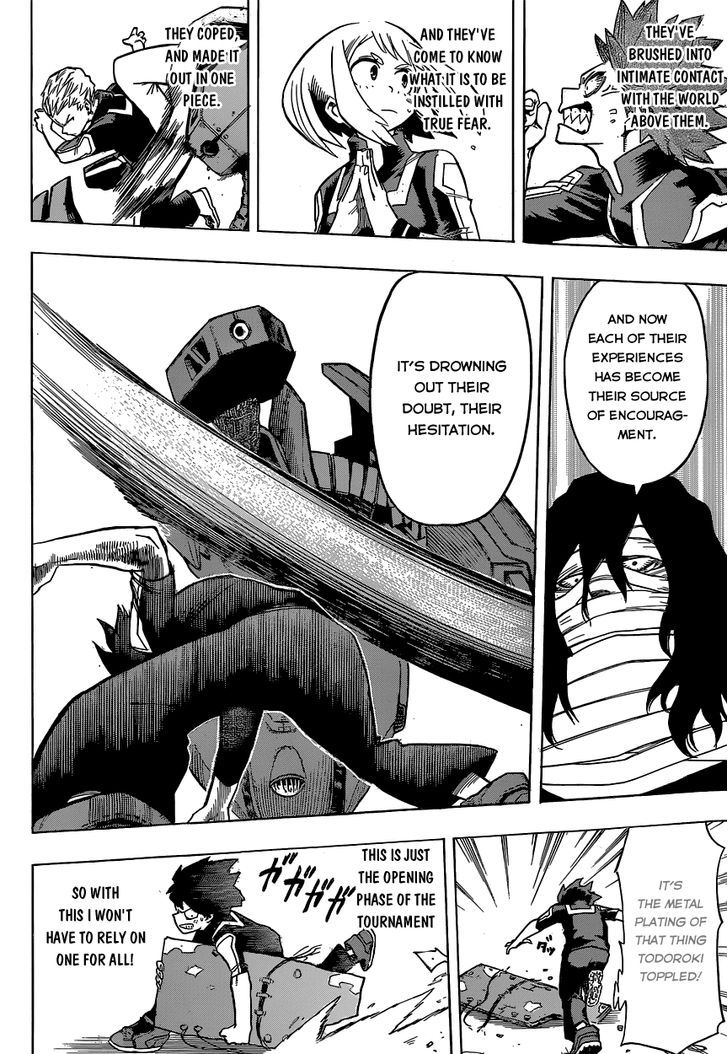 THEY'VE
BRUSHED INTO
INTIMATE CONTACT
WITH THE WORLD
ABOVE THEM.
AND THEY'VE
COME TO KNOW
WHAT IT IS TO BE
INSTILLED WITH
TRUE FEAR.
THEY COPED,
AND MADE IT
OUT IN ONE
PIECE.
AND NOW
EACH OF THEIR
EXPERIENCES
HAS BECOME
THEIR SOURCE
OF ENCOURAG-
MENT.
IT'S DROWNING
OUT THEIR
DOUBT, THEIR
HESITATION.
IT'S
THE METAL
PLATING OF
THAT THING
TODOROKI
TOPPLED!
ダッ
THIS IS JUST
THE OPENING
PHASE OF THE
TOURNAMENT
ガガガガ
SO WITH
THIS I WON'T
HAVE TO RELY ON
ONE FOR ALL!